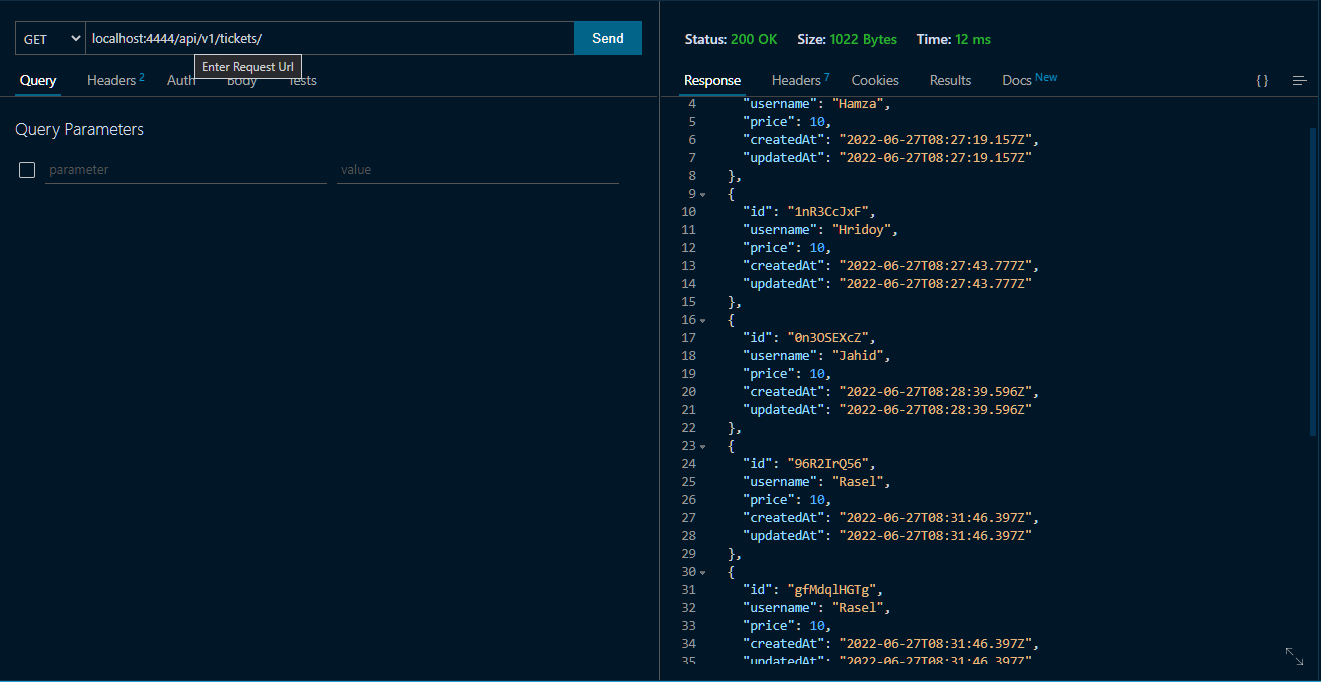 GET localhost:4444/api/v1/tickets/ Send
Enter Request Url
Query Headers 2 Auth Body Tests
Query Parameters
parameter value
Status: 200 OK Size: 1022 Bytes Time: 12 ms
Response Headers 7 Cookies Results Docs New {}
4 "username": "Hamza",
5 "price": 10,
6 "createdAt": "2022-06-27T08:27:19.157Z",
7 "updatedAt": "2022-06-27T08:27:19.157Z"
8 },
9 {
10 "id": "1nR3CcJxF",
11 "username": "Hridoy",
12 "price": 10,
13 "createdAt": "2022-06-27T08:27:43.777Z",
14 "updatedAt": "2022-06-27T08:27:43.777Z"
15 },
16 {
17 "id": "0n3OSEXcZ",
18 "username": "Jahid",
19 "price": 10,
20 "createdAt": "2022-06-27T08:28:39.596Z",
21 "updatedAt": "2022-06-27T08:28:39.596Z"
22 },
23 {
24 "id": "96R2IrQ56",
25 "username": "Rasel",
26 "price": 10,
27 "createdAt": "2022-06-27T08:31:46.397Z",
28 "updatedAt": "2022-06-27T08:31:46.397Z"
29 },
30 {
31 "id": "gfMdqlHGTg",
32 "username": "Rasel",
33 "price": 10,
34 "createdAt": "2022-06-27T08:31:46.397Z",
35 "updatedAt": "2022-06-27T08:31:46.397Z"